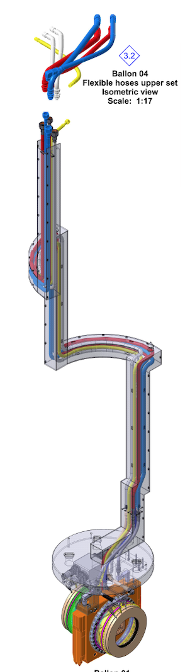 3.2
Ballon 04
Flexible hoses upper set
Isometric view
Scale: 1:17